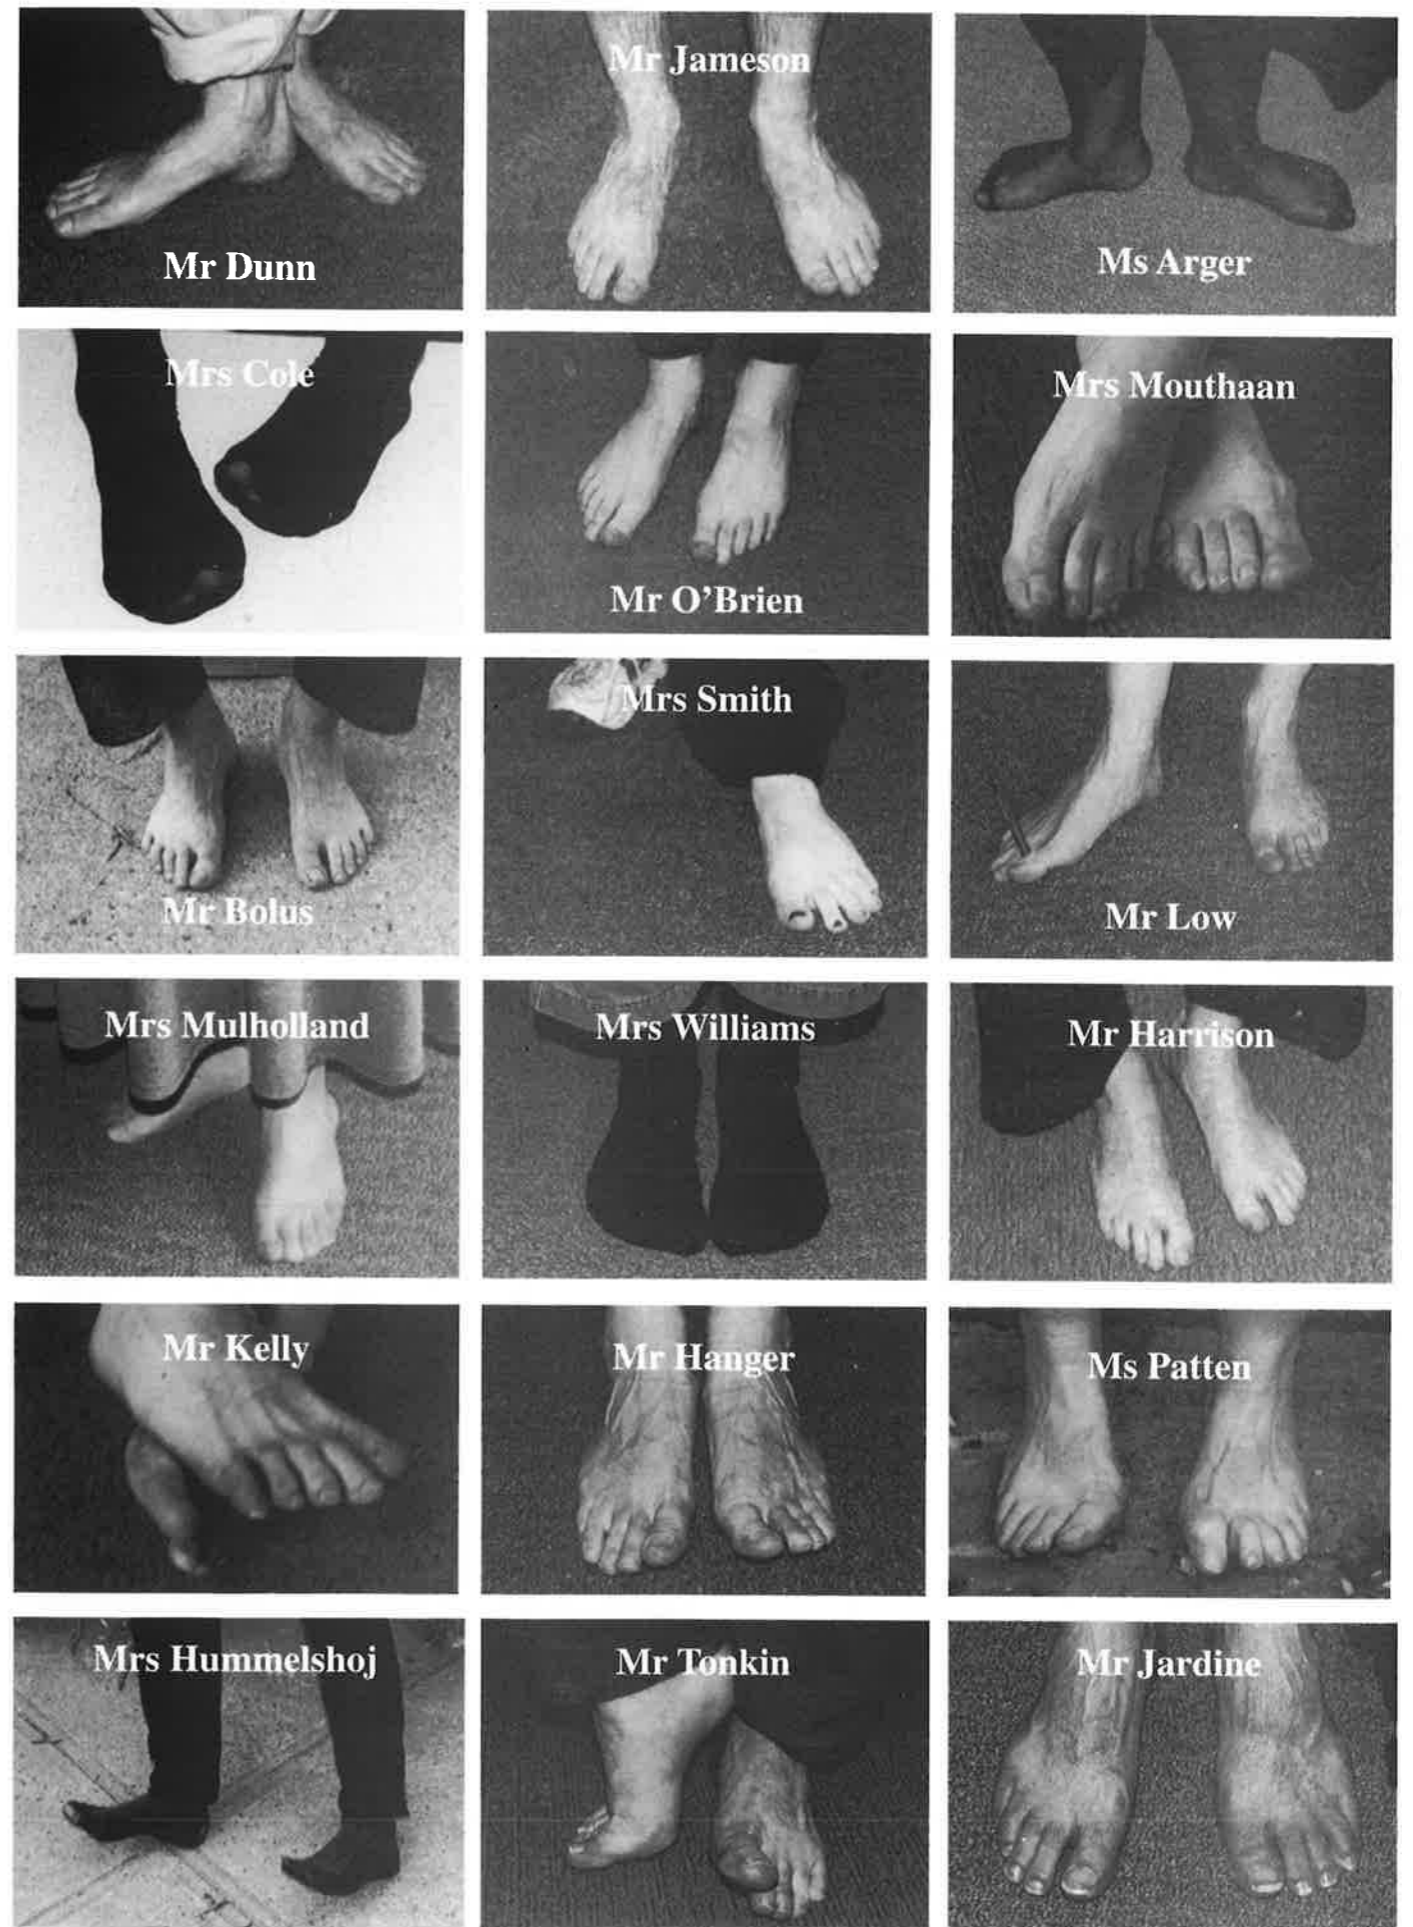 Mr Dunn
Mr Jameson
Ms Arger
Mrs Cole
Mr O'Brien
Mrs Mouthaan
Mr Bolus
Mrs Smith
Mr Low
Mrs Mulholland
Mrs Williams
Mr Harrison
Mr Kelly
Mr Hanger
Ms Patten
Mrs Hummelshoj
Mr Tonkin
Mr Jardine